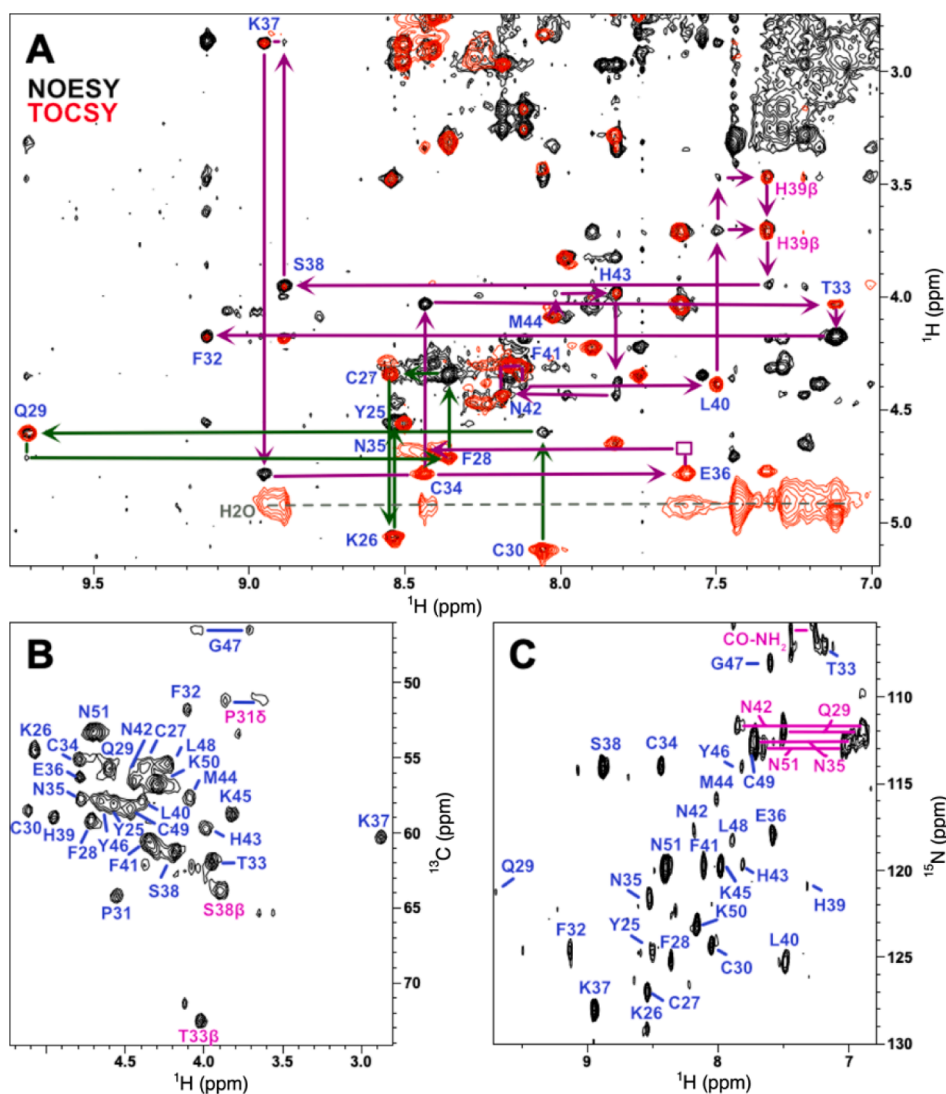 A
NOESY
TOCSY
K37
3.0
3.5
H39β
H39β
S38
H43
T33
4.0
M44
F32
F41
C27
4.5
Q29
Y25
N42
L40
N35
F28
C34
E36
H2O
K26
C30
5.0
9.5
9.0
8.5
8.0
7.5
7.0
¹H (ppm)
¹H (ppm)
B
G47
50
F32
P31δ
N51
K26
N42
C27
C34
Q29
L48
K50
E36
M44
N35
K45
K37
60
C30
H39
L40
F28
Y25
C49
H43
Y46
F41
T33
S38
P31
S38β
70
T33β
4.5
4.0
3.5
3.0
¹H (ppm)
¹³C (ppm)
C
CO-NH₂
G47
T33
110
N42
Q29
S38
C34
Y46
N51
N35
C49
115
M44
N42
L48
E36
N51
F41
120
Q29
H43
N35
K45
H39
K50
Y25
F32
F28
C30
L40
125
K37
C27
K26
130
9
8
7
¹H (ppm)
¹⁵N (ppm)